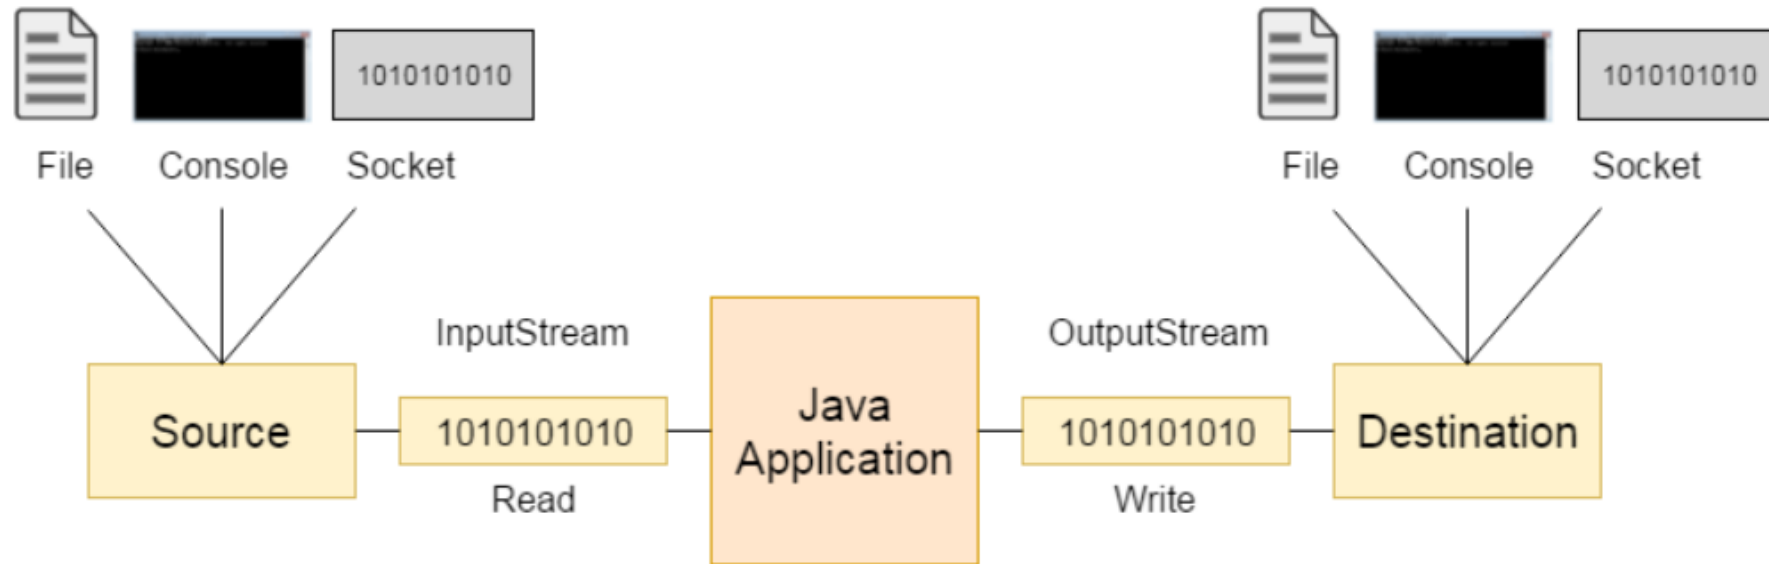 1010101010
1010101010
File Console Socket
File Console Socket
InputStream
OutputStream
Source
1010101010
Java
Application
1010101010
Destination
Read
Write